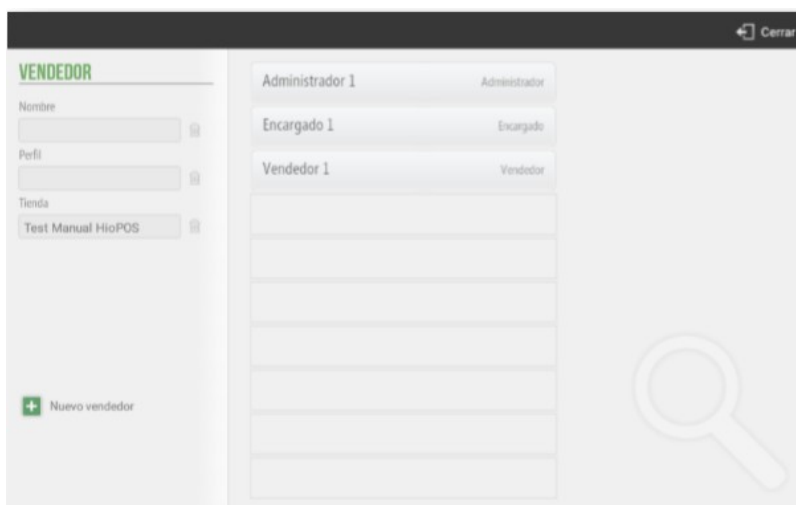 Cerrar
VENDEDOR
Nombre
Perfil
Tienda
Test Manual HioPOS
Nuevo vendedor
Administrador 1 Administrador
Encargado 1 Encargado
Vendedor 1 Vendedor